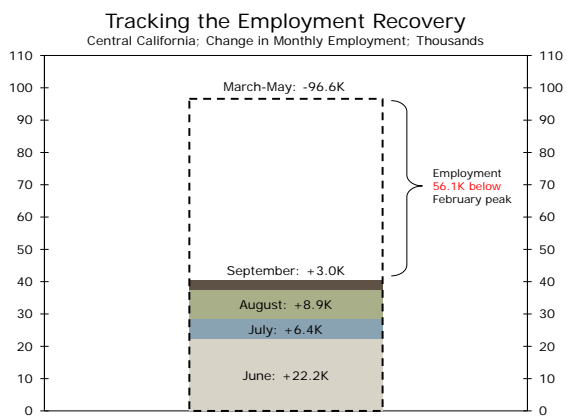 Tracking the Employment Recovery
Central California; Change in Monthly Employment; Thousands
110 110
100 100
90 90
80 80
70 70
60 60
50 50
40 40
30 30
20 20
10 10
0 0
March-May: -96.6K
Employment
56.1K below
February peak
September: +3.0K
August: +8.9K
July: +6.4K
June: +22.2K